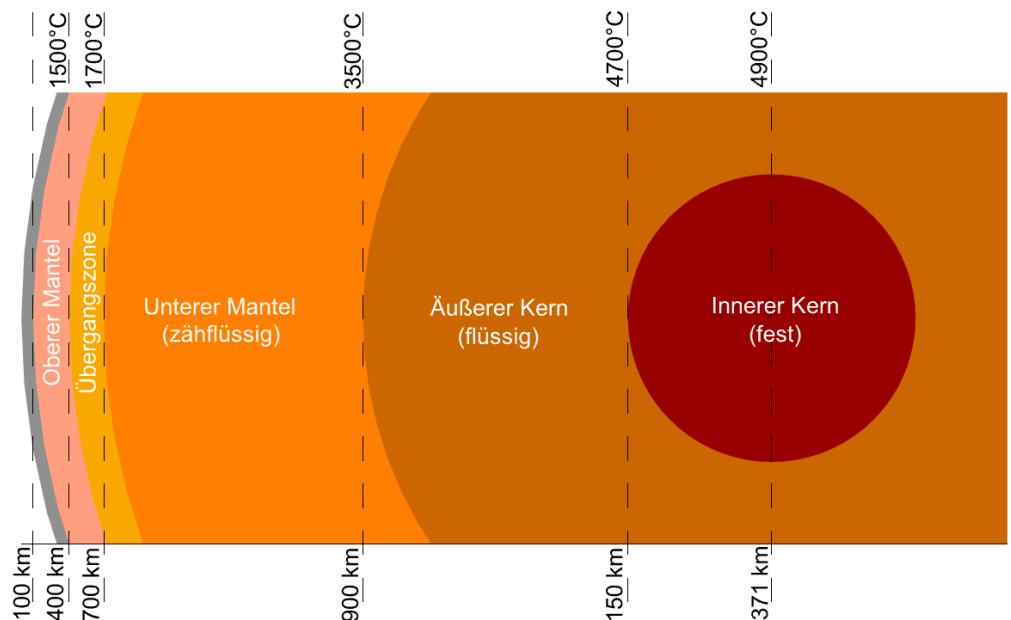 1500°C
1700°C
3500°C
4700°C
4900°C
Oberer Mantel
Übergangszone
Unterer Mantel
(zähflüssig)
Äußerer Kern
(flüssig)
Innerer Kern
(fest)
100 km
400 km
700 km
900 km
150 km
371 km